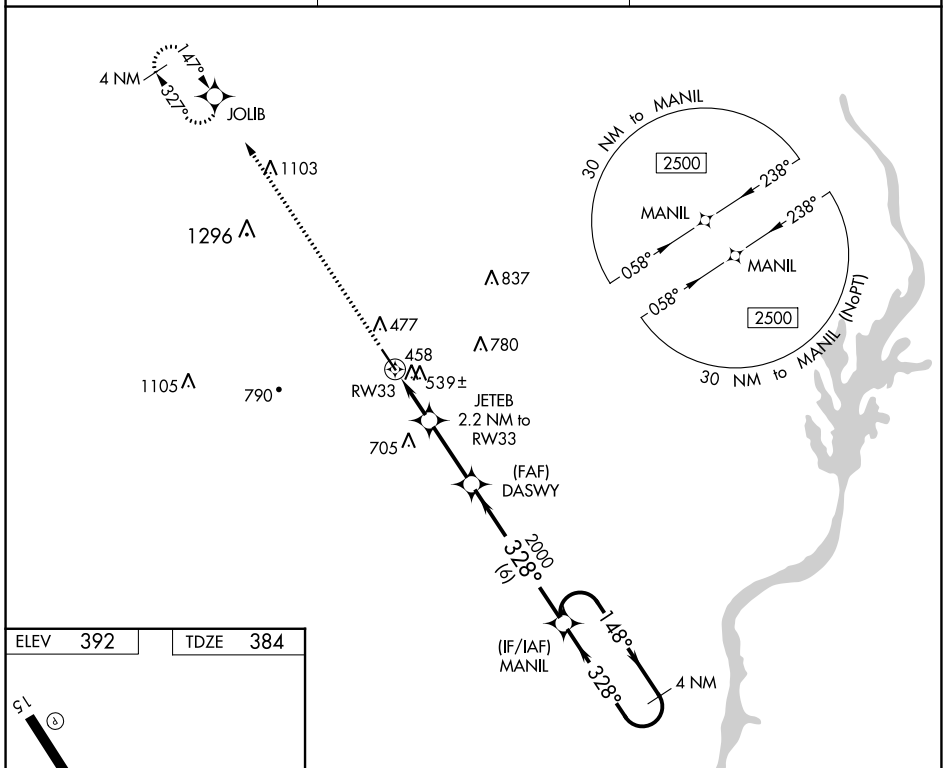 147°
4 NM
327°
JOLIB
1103
1296
30 NM to MANIL
2500
238°
MANIL
058°
238°
MANIL
058°
2500
30 NM to MANIL (NoPT)
837
477
780
458
539±
RW33
1105
790
JETEB
2.2 NM to
RW33
705
(FAF)
DASWY
2000
328°
(6)
(IF/IAF)
MANIL
148°
328°
4 NM
ELEV 392
TDZE 384
15
P